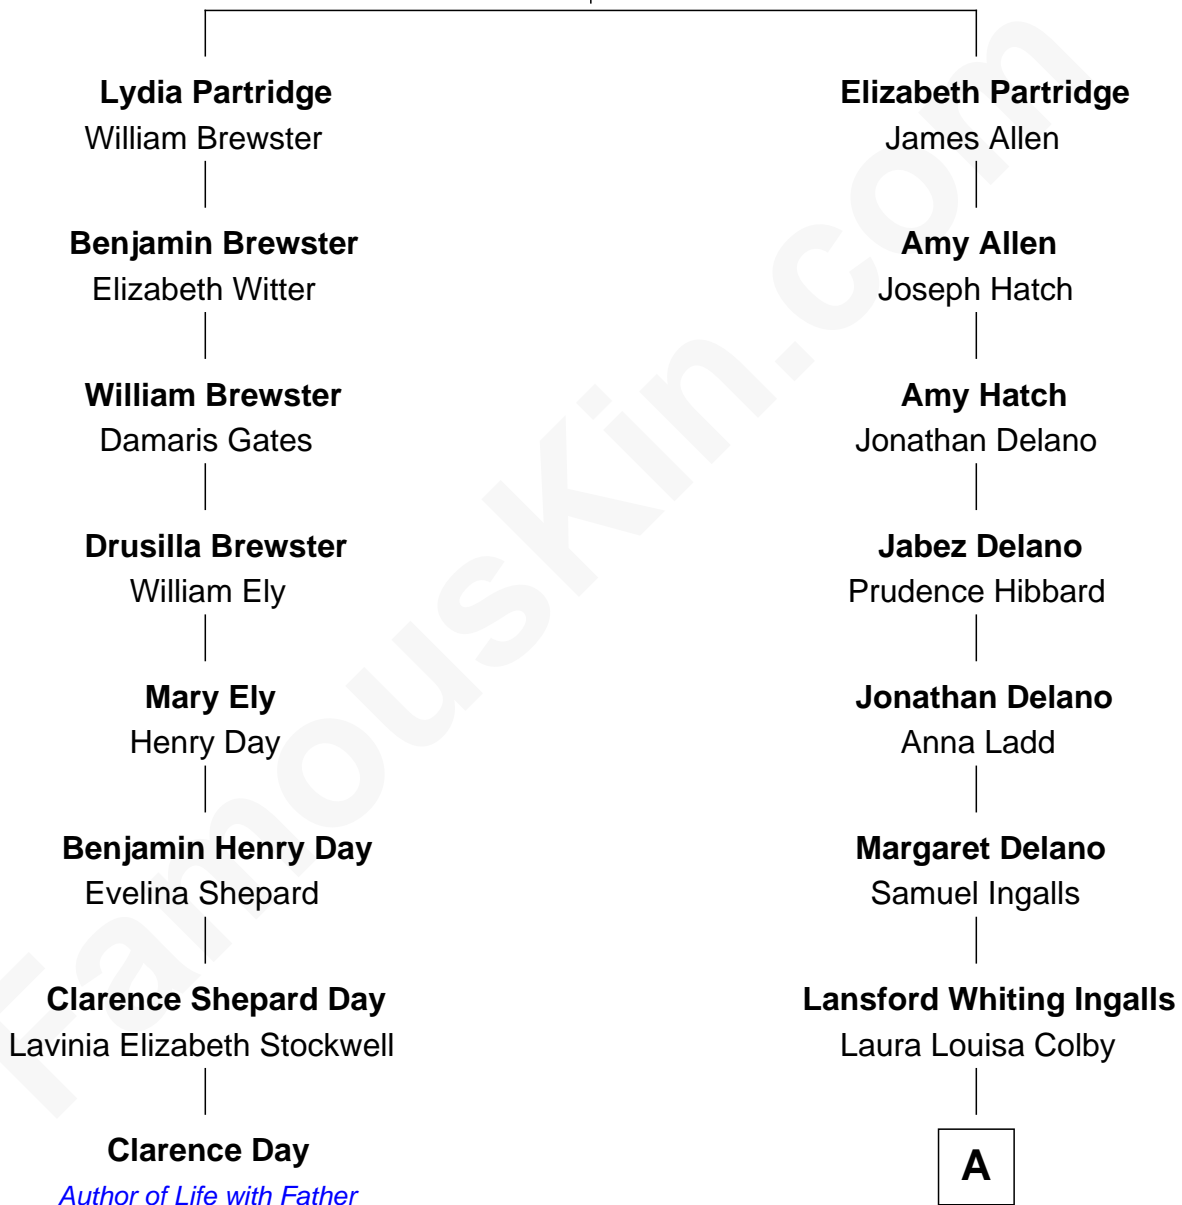 Lydia Partridge
William Brewster
Benjamin Brewster
Elizabeth Witter
William Brewster
Damaris Gates
Drusilla Brewster
William Ely
Mary Ely
Henry Day
Benjamin Henry Day
Evelina Shepard
Clarence Shepard Day
Lavinia Elizabeth Stockwell
Clarence Day
Author of Life with Father
Elizabeth Partridge
James Allen
Amy Allen
Joseph Hatch
Amy Hatch
Jonathan Delano
Jabez Delano
Prudence Hibbard
Jonathan Delano
Anna Ladd
Margaret Delano
Samuel Ingalls
Lansford Whiting Ingalls
Laura Louisa Colby
A
FamousKin.com